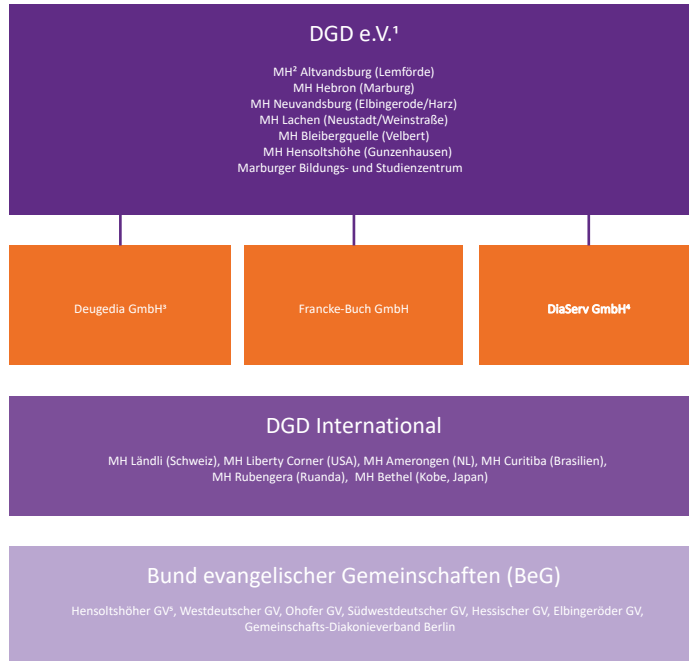 DGD e.V.¹
MH² Altvandsburg (Lemförde)
MH Hebron (Marburg)
MH Neuvandsburg (Elbingerode/Harz)
MH Lachen (Neustadt/Weinstraße)
MH Bleibergquelle (Velbert)
MH Hensoltshöhe (Gunzenhausen)
Marburger Bildungs- und Studienzentrum
Deugedia GmbH³
Francke-Buch GmbH
DiaServ GmbH⁴
DGD International
MH Ländli (Schweiz), MH Liberty Corner (USA), MH Amerongen (NL), MH Curitiba (Brasilien),
MH Rubengera (Ruanda), MH Bethel (Kobe, Japan)
Bund evangelischer Gemeinschaften (BeG)
Hensoltshöher GV⁵, Westdeutscher GV, Ohofer GV, Südwestdeutscher GV, Hessischer GV, Elbingeröder GV,
Gemeinschafts-Diakonieverband Berlin